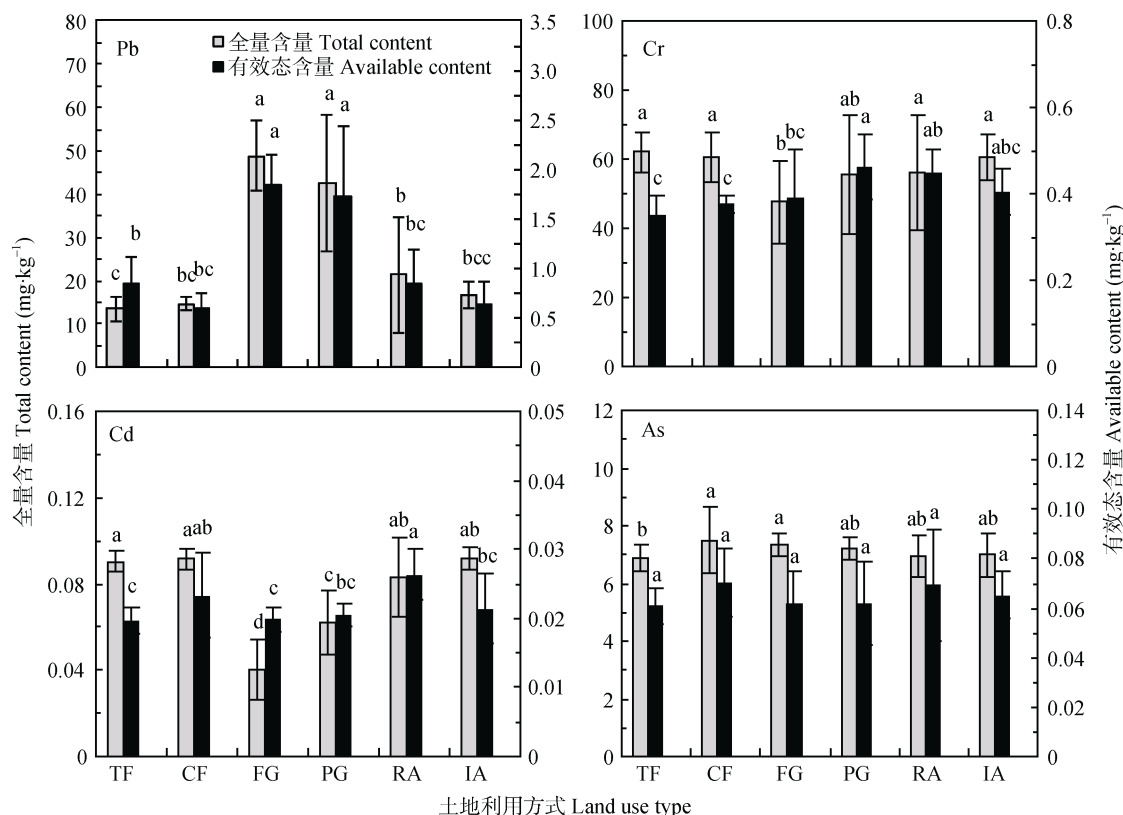 Pb
全量含量 Total content
有效态含量 Available content
80
70
60
50
40
30
20
10
0
3.5
3.0
2.5
2.0
1.5
1.0
0.5
0
c
b
bc
bc
a
a
a
a
b
bc
bcc
Cr
100
80
60
40
20
0
0.8
0.6
0.4
0.2
0
a
c
a
c
b
bc
ab
a
a
ab
a
abc
Cd
0.16
0.12
0.08
0.04
0
0.05
0.04
0.03
0.02
0.01
0
a
c
a
ab
d
c
c
bc
ab
a
ab
bc
TF
CF
FG
PG
RA
IA
As
12
10
8
6
4
2
0
0.14
0.12
0.10
0.08
0.06
0.04
0.02
0
b
a
a
a
a
a
ab
a
ab
a
ab
a
TF
CF
FG
PG
RA
IA
全量含量 Total content (mg·kg⁻¹)
有效态含量 Available content (mg·kg⁻¹)
土地利用方式 Land use type